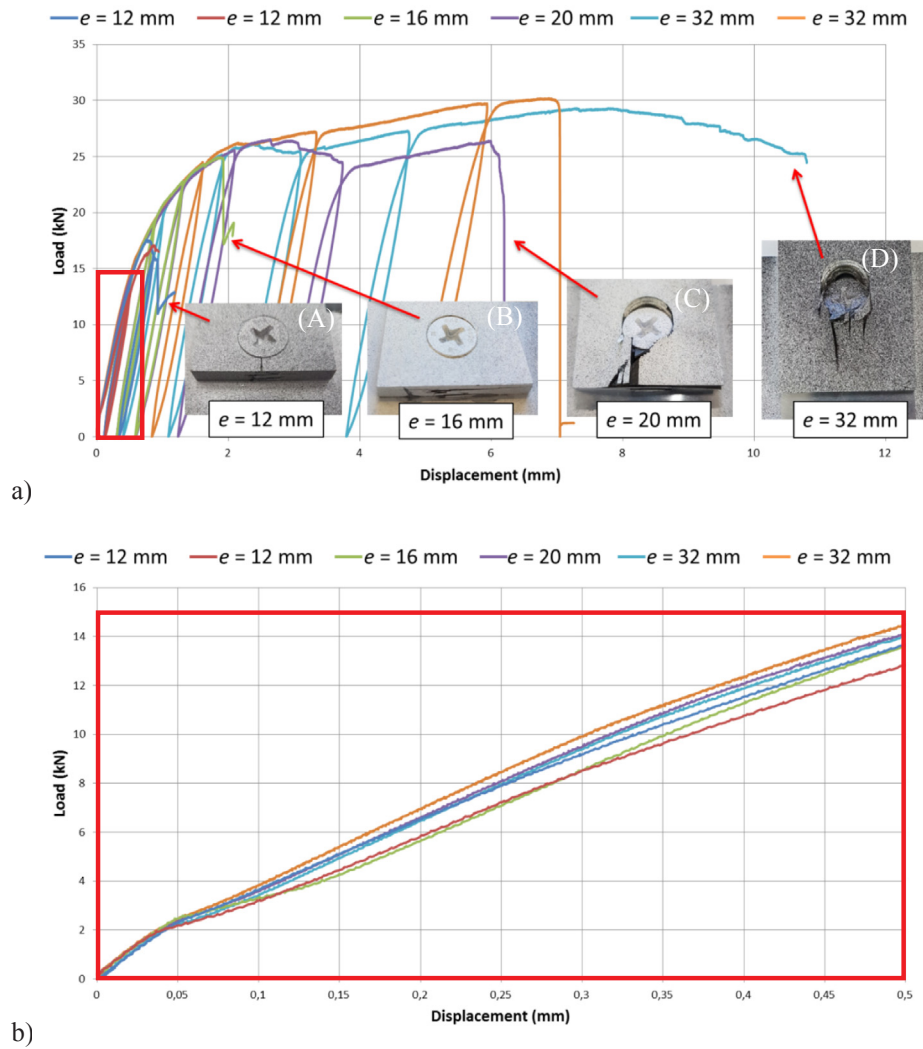 e = 12 mm e = 12 mm e = 16 mm e = 20 mm e = 32 mm e = 32 mm
35
30
25
20
15
10
5
0
Load (kN)
(A)
(B)
(C)
(D)
e = 12 mm
e = 16 mm
e = 20 mm
e = 32 mm
0 2 4 6 8 10 12
Displacement (mm)
a)
e = 12 mm e = 12 mm e = 16 mm e = 20 mm e = 32 mm e = 32 mm
16
14
12
10
8
6
4
2
0
Load (kN)
0 0,05 0,1 0,15 0,2 0,25 0,3 0,35 0,4 0,45 0,5
Displacement (mm)
b)